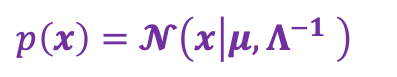 p(x) = 𝒩(x|μ, Λ⁻¹ )